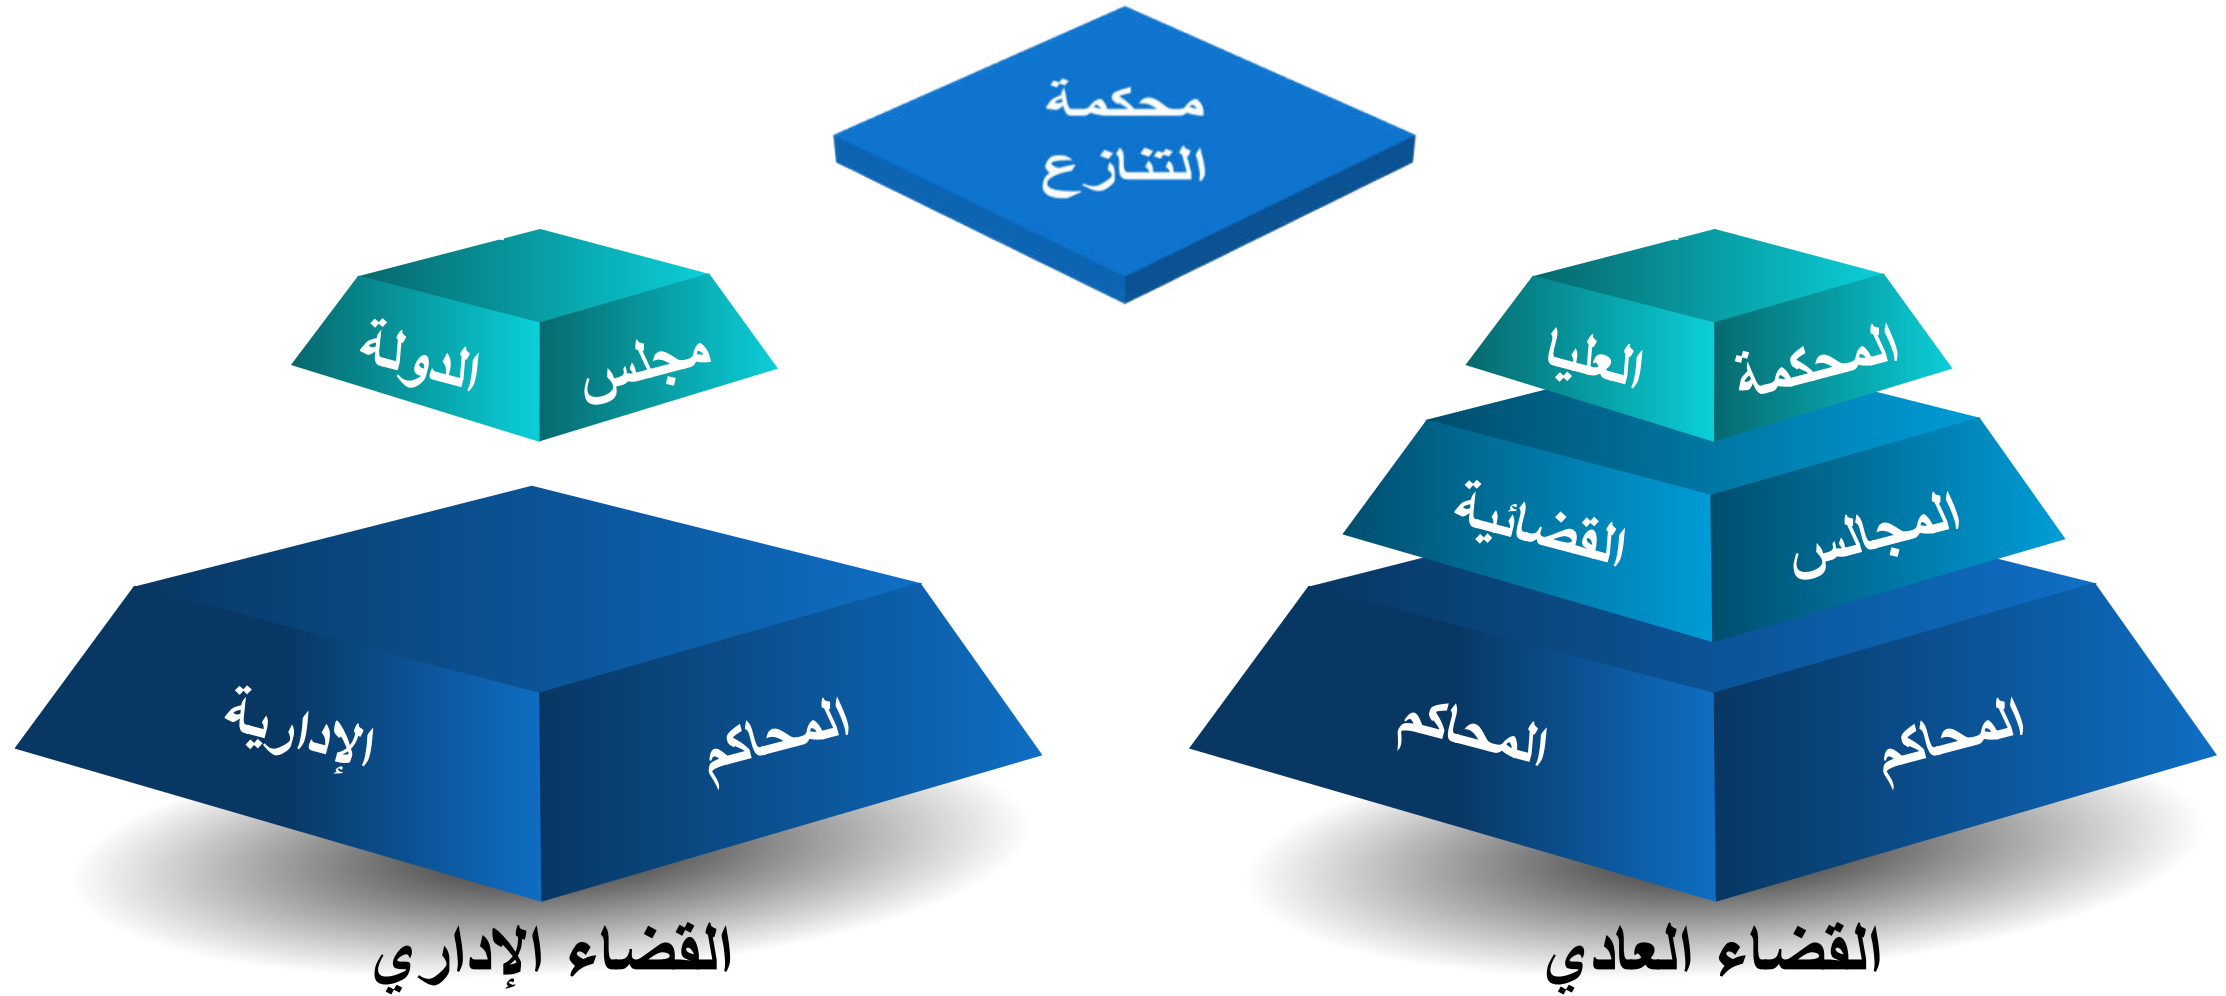 محكمة
التنازع
المحكمة العليا
المجالس القضائية
المحاكم المحاكم
القضاء العادي
مجلس الدولة
المحاكم الإدارية
القضاء الإداري